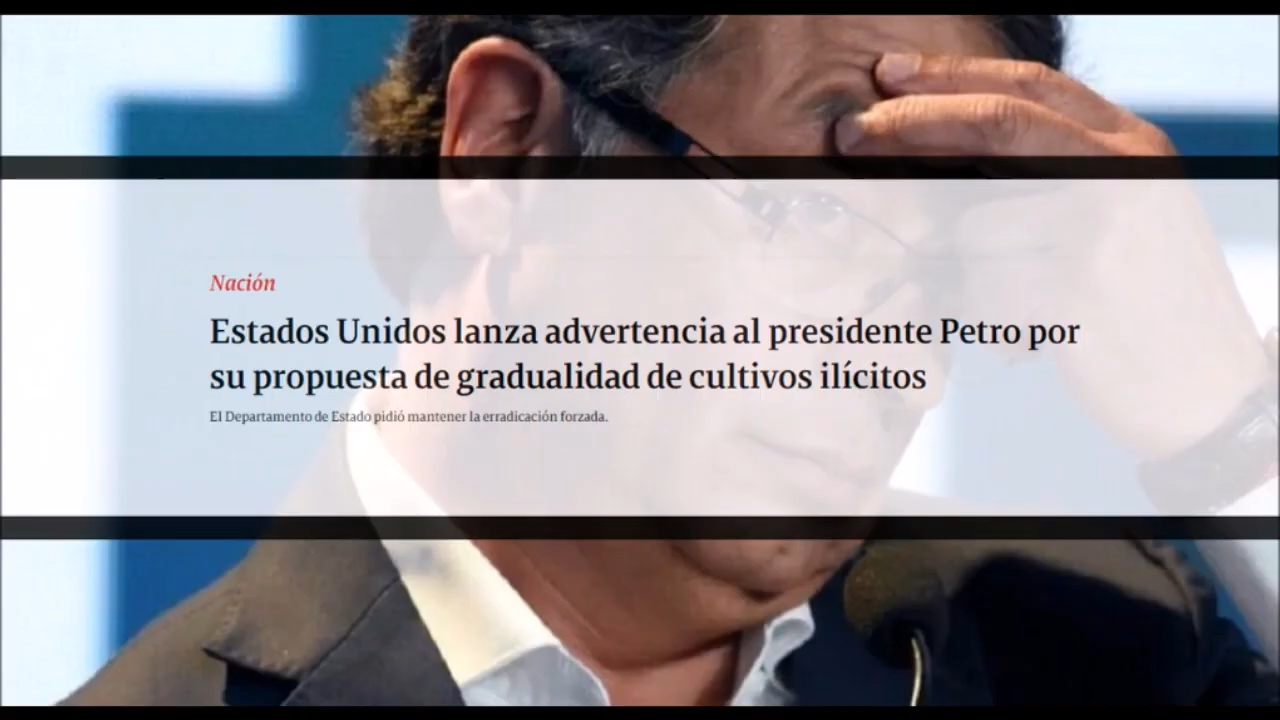 Nación
Estados Unidos lanza advertencia al presidente Petro por
su propuesta de gradualidad de cultivos ilícitos
El Departamento de Estado pidió mantener la erradicación forzada.